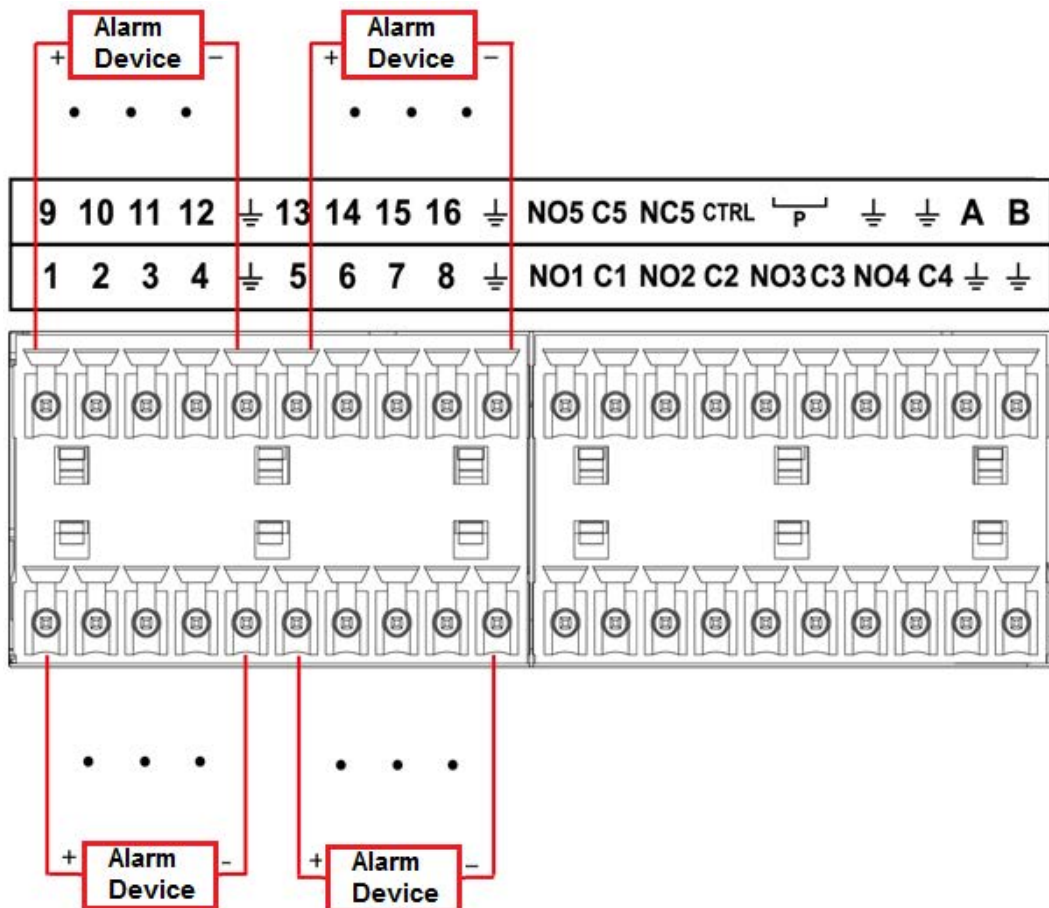 Alarm Device
Alarm Device
+ − + −
9 10 11 12 ⏚ 13 14 15 16 ⏚ NO5 C5 NC5 CTRL P ⏚ ⏚ A B
1 2 3 4 ⏚ 5 6 7 8 ⏚ NO1 C1 NO2 C2 NO3 C3 NO4 C4 ⏚ ⏚
+ - + −
Alarm Device
Alarm Device